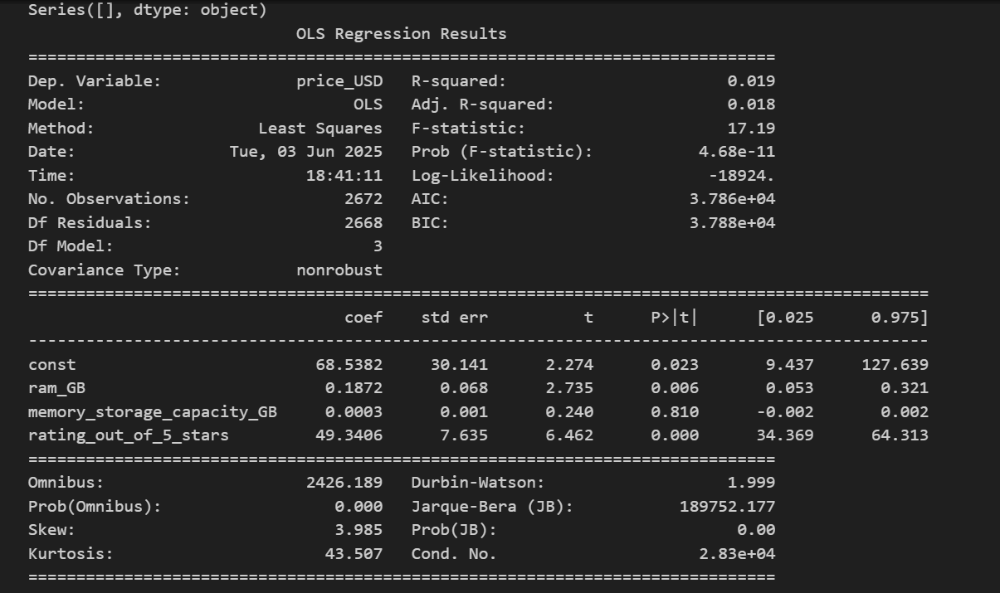 Series([], dtype: object)
OLS Regression Results
==============================================================================
Dep. Variable: price_USD R-squared: 0.019
Model: OLS Adj. R-squared: 0.018
Method: Least Squares F-statistic: 17.19
Date: Tue, 03 Jun 2025 Prob (F-statistic): 4.68e-11
Time: 18:41:11 Log-Likelihood: -18924.
No. Observations: 2672 AIC: 3.786e+04
Df Residuals: 2668 BIC: 3.788e+04
Df Model: 3
Covariance Type: nonrobust
==============================================================================================
coef std err t P>|t| [0.025 0.975]
----------------------------------------------------------------------------------------------
const 68.5382 30.141 2.274 0.023 9.437 127.639
ram_GB 0.1872 0.068 2.735 0.006 0.053 0.321
memory_storage_capacity_GB 0.0003 0.001 0.240 0.810 -0.002 0.002
rating_out_of_5_stars 49.3406 7.635 6.462 0.000 34.369 64.313
==============================================================================
Omnibus: 2426.189 Durbin-Watson: 1.999
Prob(Omnibus): 0.000 Jarque-Bera (JB): 189752.177
Skew: 3.985 Prob(JB): 0.00
Kurtosis: 43.507 Cond. No. 2.83e+04
==============================================================================